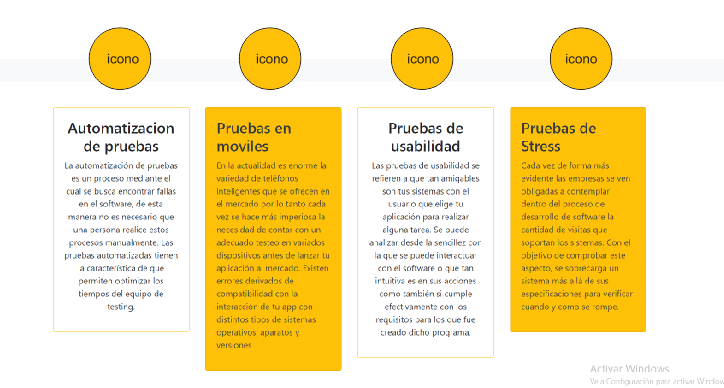 icono
icono
icono
icono
Automatizacion
de pruebas
La automatización de pruebas
es un proceso mediante el
cual se busca encontrar fallas
en el software, de esta
manera no es necesario que
una persona realice estos
procesos manualmente. Las
pruebas automatizadas tienen
a característica de que
permiten optimizar los
tiempos del equipo de
testing.
Pruebas en
moviles
En la actualidad es enorme la
variedad de teléfonos
inteligentes que se ofrecen en
el mercado por lo tanto cada
vez se hace más imperiosa la
necesidad de contar con un
adecuado testeo en variados
dispositivos antes de lanzar tu
aplicación al mercado. Existen
errores derivados de
compatibilidad con la
interacción de tu app con
distintos tipos de sistemas
operativos, aparatos y
versiones
Pruebas de
usabilidad
Las pruebas de usabilidad se
refieren a que tan amigables
son tus sistemas con el
usuario que elige tu
aplicación para realizar
alguna tarea. Se puede
analizar desde la sencillez con
la que se puede interactuar
con el software o que tan
intuitiva es en sus acciones
como también si cumple
efectivamente con los
requisitos para los que fue
creado dicho programa.
Pruebas de
Stress
Cada vez de forma más
evidente las empresas se ven
obligadas a contemplar
dentro del proceso de
desarrollo de software la
cantidad de visitas que
soportan los sistemas. Con el
objetivo de comprobar este
aspecto, se sobrecarga un
sistema más allá de sus
especificaciones para verificar
cuando y como se rompe.
Activar Windows
Ve a Configuración para activar Windows